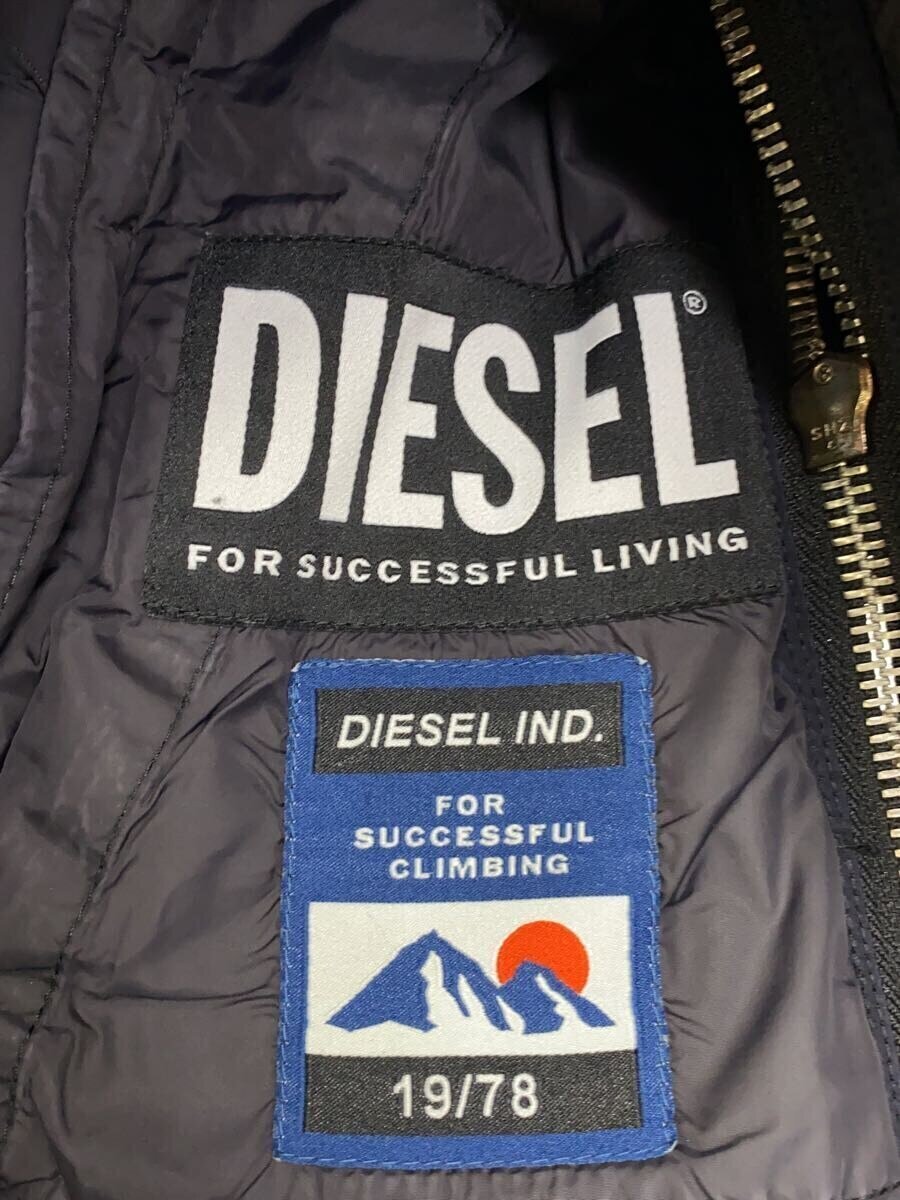 DIESEL®
FOR SUCCESSFUL LIVING
DIESEL IND.
FOR
SUCCESSFUL
CLIMBING
19/78